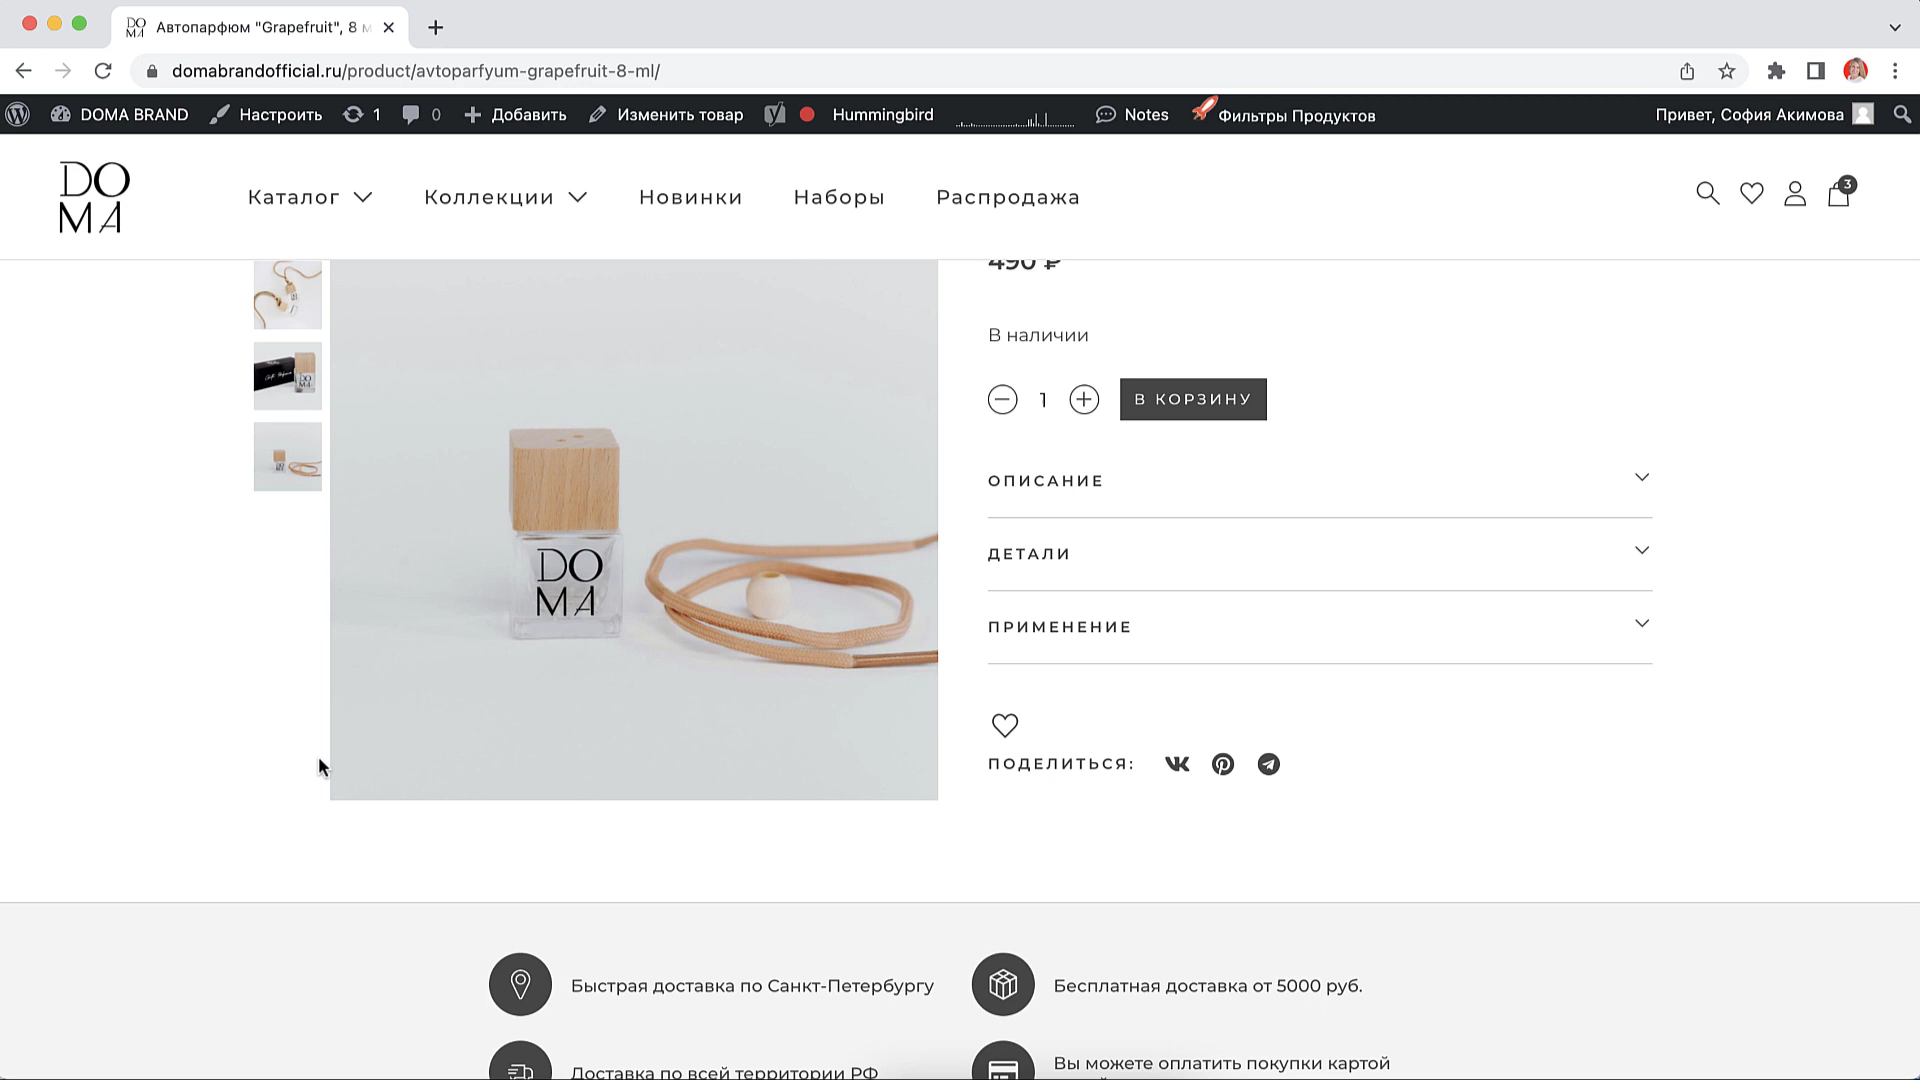 DO
MA
Автопарфюм "Grapefruit", 8 м
domabrandofficial.ru/product/avtoparfyum-grapefruit-8-ml/
DOMA BRAND
Настроить
1
0
Добавить
Изменить товар
Hummingbird
Notes
Фильтры Продуктов
Привет, София Акимова
DO
MA
Каталог
Коллекции
Новинки
Наборы
Распродажа
3
490 ₽
В наличии
1
В КОРЗИНУ
DO
MA
ОПИСАНИЕ
ДЕТАЛИ
ПРИМЕНЕНИЕ
ПОДЕЛИТЬСЯ:
Быстрая доставка по Санкт-Петербургу
Бесплатная доставка от 5000 руб.
Доставка по всей территории РФ
Вы можете оплатить покупки картой